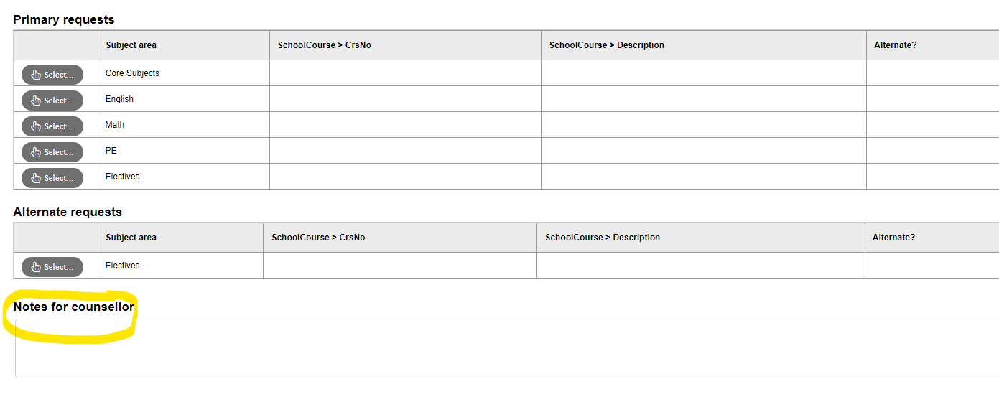 Primary requests
Subject area SchoolCourse > CrsNo SchoolCourse > Description Alternate?
Select... Core Subjects
Select... English
Select... Math
Select... PE
Select... Electives
Alternate requests
Subject area SchoolCourse > CrsNo SchoolCourse > Description Alternate?
Select... Electives
Notes for counsellor